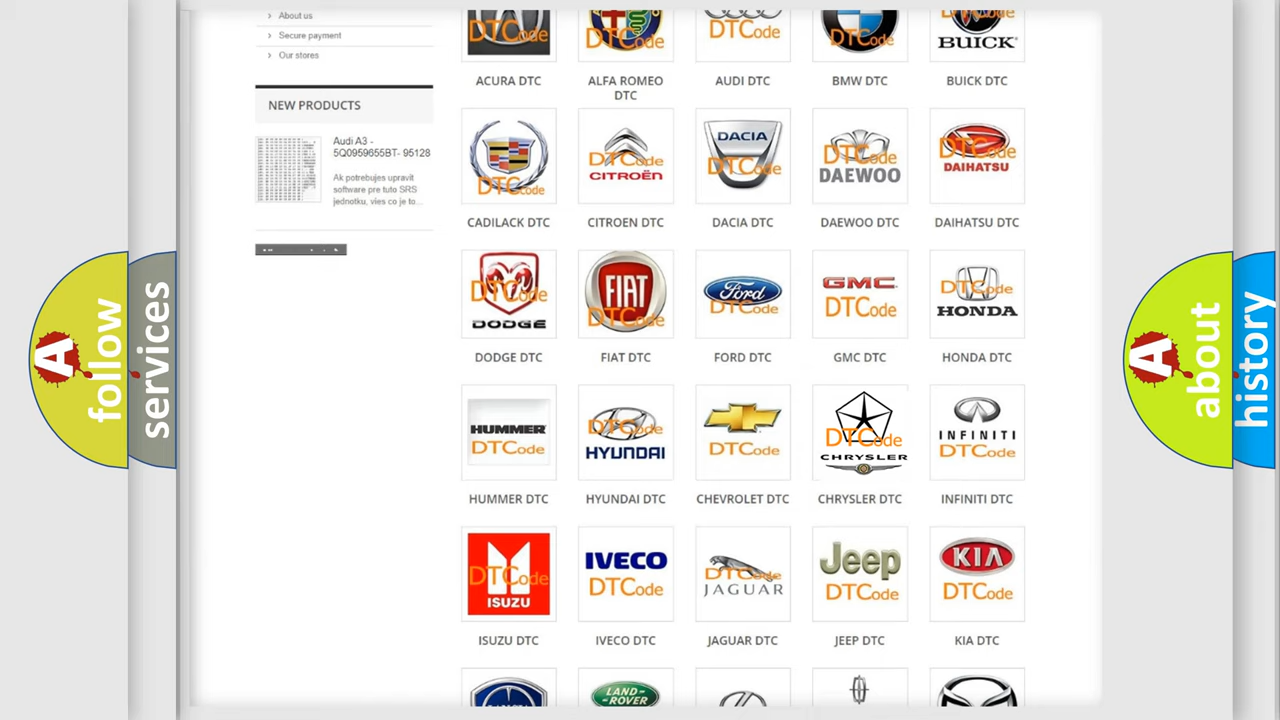 About us
Secure payment
Our stores
NEW PRODUCTS
Audi A3 -
5Q0959655BT- 95128
Ak potrebujes upravit
software pre tuto SRS
jednotku, vies co je to...
DTCode
DTCode
DTCode
DTCode
BUICK
ACURA DTC
ALFA ROMEO
DTC
AUDI DTC
BMW DTC
BUICK DTC
DTCode
DTCode
CITROËN
DACIA
DTCode
DTCode
DAEWOO
DTCode
DAIHATSU
CADILACK DTC
CITROEN DTC
DACIA DTC
DAEWOO DTC
DAIHATSU DTC
DTCode
DODGE
FIAT
DTCode
Ford
DTCode
GMC
DTCode
DTCode
HONDA
DODGE DTC
FIAT DTC
FORD DTC
GMC DTC
HONDA DTC
HUMMER
DTCode
DTCode
HYUNDAI
DTCode
DTCode
CHRYSLER
INFINITI
DTCode
HUMMER DTC
HYUNDAI DTC
CHEVROLET DTC
CHRYSLER DTC
INFINITI DTC
DTCode
ISUZU
IVECO
DTCode
DTCode
JAGUAR
Jeep
DTCode
KIA
DTCode
ISUZU DTC
IVECO DTC
JAGUAR DTC
JEEP DTC
KIA DTC
LAND-
ROVER
A
follow
services
A
about
history